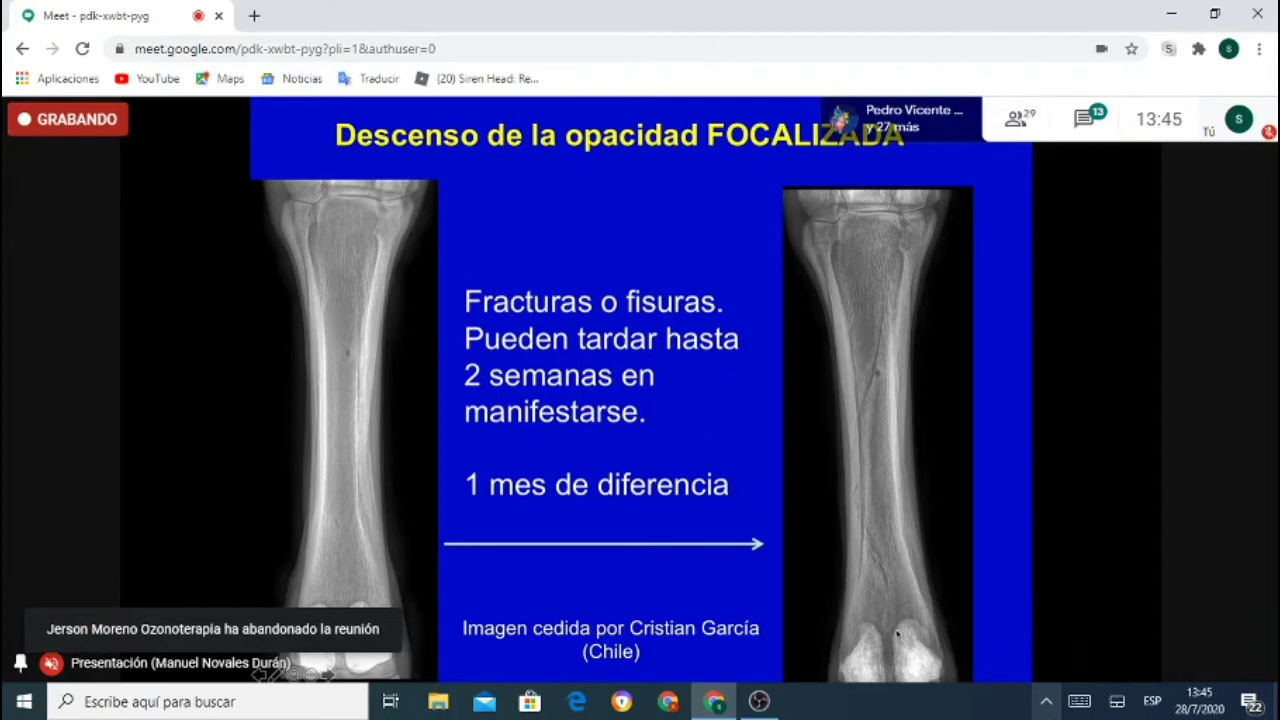 Meet - pdk-xwbt-pyg
meet.google.com/pdk-xwbt-pyg?pli=1&authuser=0
Aplicaciones
YouTube
Maps
Noticias
Traducir
(20) Siren Head: Re...
GRABANDO
Pedro Vicente ...
y 27 más
29
13
13:45
Tú
S
Descenso de la opacidad FOCALIZADA
Fracturas o fisuras.
Pueden tardar hasta
2 semanas en
manifestarse.
1 mes de diferencia
Imagen cedida por Cristian García
(Chile)
Jerson Moreno Ozonoterapia ha abandonado la reunión
Presentación (Manuel Novales Durán)
Escribe aquí para buscar
ESP
13:45
28/7/2020
22